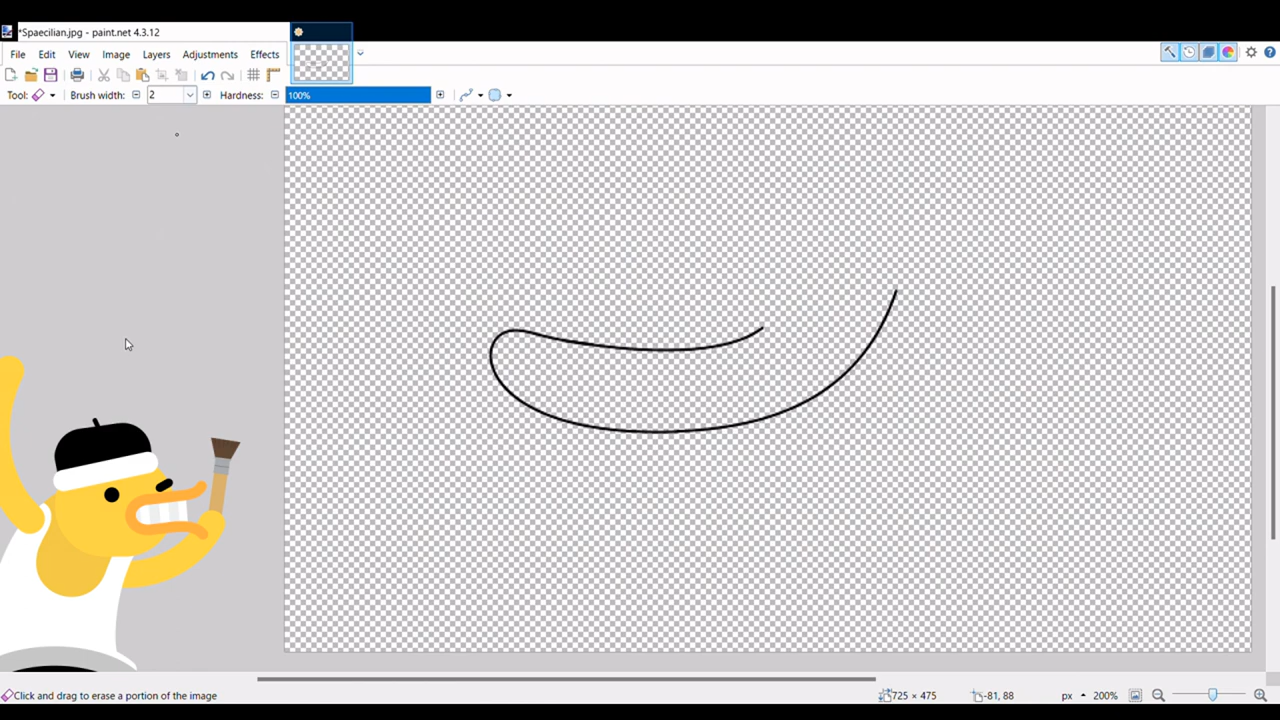 *Spaecilian.jpg - paint.net 4.3.12
File Edit View Image Layers Adjustments Effects
Tool: Brush width: 2 Hardness: 100%
Click and drag to erase a portion of the image 725 × 475 -81, 88 px 200%